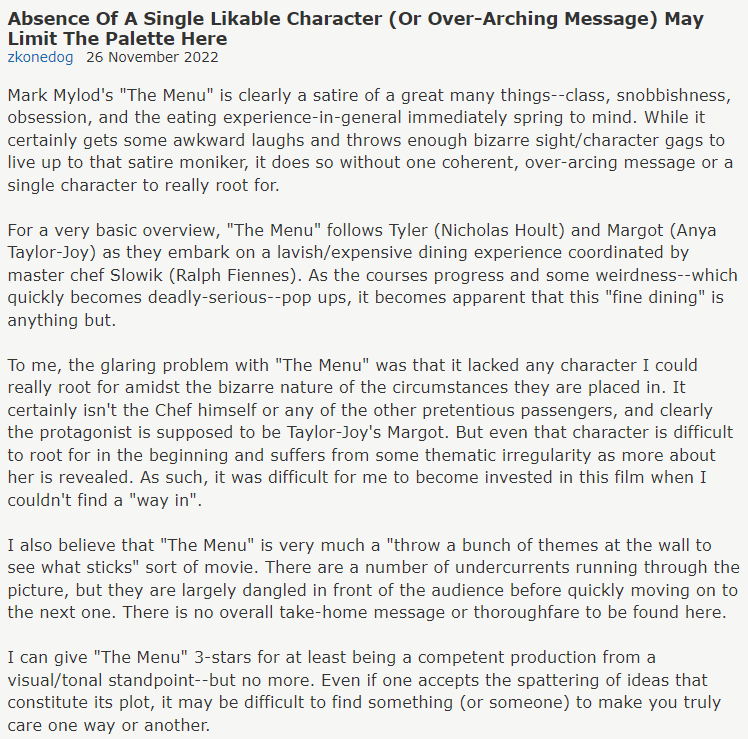 Absence Of A Single Likable Character (Or Over-Arching Message) May
Limit The Palette Here
zkonedog 26 November 2022
Mark Mylod's "The Menu" is clearly a satire of a great many things--class, snobbishness,
obsession, and the eating experience-in-general immediately spring to mind. While it
certainly gets some awkward laughs and throws enough bizarre sight/character gags to
live up to that satire moniker, it does so without one coherent, over-arcing message or a
single character to really root for.
For a very basic overview, "The Menu" follows Tyler (Nicholas Hoult) and Margot (Anya
Taylor-Joy) as they embark on a lavish/expensive dining experience coordinated by
master chef Slowik (Ralph Fiennes). As the courses progress and some weirdness--which
quickly becomes deadly-serious--pop ups, it becomes apparent that this "fine dining" is
anything but.
To me, the glaring problem with "The Menu" was that it lacked any character I could
really root for amidst the bizarre nature of the circumstances they are placed in. It
certainly isn't the Chef himself or any of the other pretentious passengers, and clearly
the protagonist is supposed to be Taylor-Joy's Margot. But even that character is difficult
to root for in the beginning and suffers from some thematic irregularity as more about
her is revealed. As such, it was difficult for me to become invested in this film when I
couldn't find a "way in".
I also believe that "The Menu" is very much a "throw a bunch of themes at the wall to
see what sticks" sort of movie. There are a number of undercurrents running through the
picture, but they are largely dangled in front of the audience before quickly moving on to
the next one. There is no overall take-home message or thoroughfare to be found here.
I can give "The Menu" 3-stars for at least being a competent production from a
visual/tonal standpoint--but no more. Even if one accepts the spattering of ideas that
constitute its plot, it may be difficult to find something (or someone) to make you truly
care one way or another.